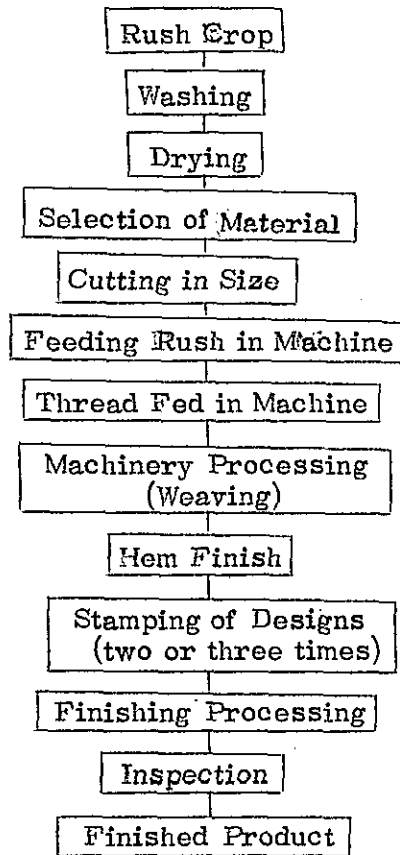 Rush Crop
Washing
Drying
Selection of Material
Cutting in Size
Feeding Rush in Machine
Thread Fed in Machine
Machinery Processing
(Weaving)
Hem Finish
Stamping of Designs
(two or three times)
Finishing Processing
Inspection
Finished Product